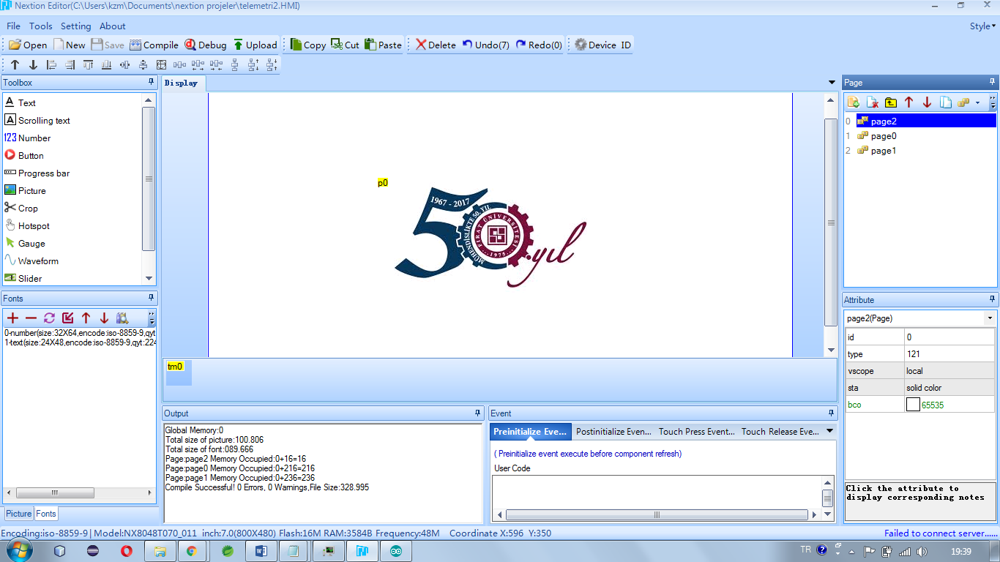 Nextion Editor(C:\Users\kzm\Documents\nextion projeler\telemetri2.HMI)
File Tools Setting About Style
Open New Save Compile Debug Upload Copy Cut Paste Delete Undo(7) Redo(0) Device ID
Toolbox
Text
Scrolling text
Number
Button
Progress bar
Picture
Crop
Hotspot
Gauge
Waveform
Slider
Fonts
0-number(size:32X64,encode:iso-8859-9,qyt
1-text(size:24X48,encode:iso-8859-9,qyt:224
Picture Fonts
Display
p0
1967 - 2017
50.yıl
MÜHENDİSLİKTE 50. YIL
FIRAT ÜNİVERSİTESİ
...1975...
tm0
Output
Global Memory:0
Total size of picture:100.806
Total size of font:089.666
Page:page2 Memory Occupied:0+16=16
Page:page0 Memory Occupied:0+216=216
Page:page1 Memory Occupied:0+236=236
Compile Successful! 0 Errors, 0 Warnings,File Size:328.995
Event
Preinitialize Eve... Postinitialize Even... Touch Press Event... Touch Release Eve...
( Preinitialize event execute before component refresh)
User Code
Page
0 page2
1 page0
2 page1
Attribute
page2(Page)
id 0
type 121
vscope local
sta solid color
bco 65535
Click the attribute to
display corresponding notes
Encoding:iso-8859-9| Model:NX8048T070_011 inch:7.0(800X480) Flash:16M RAM:3584B Frequency:48M Coordinate X:596 Y:350 Failed to connect server......
TR 19:39